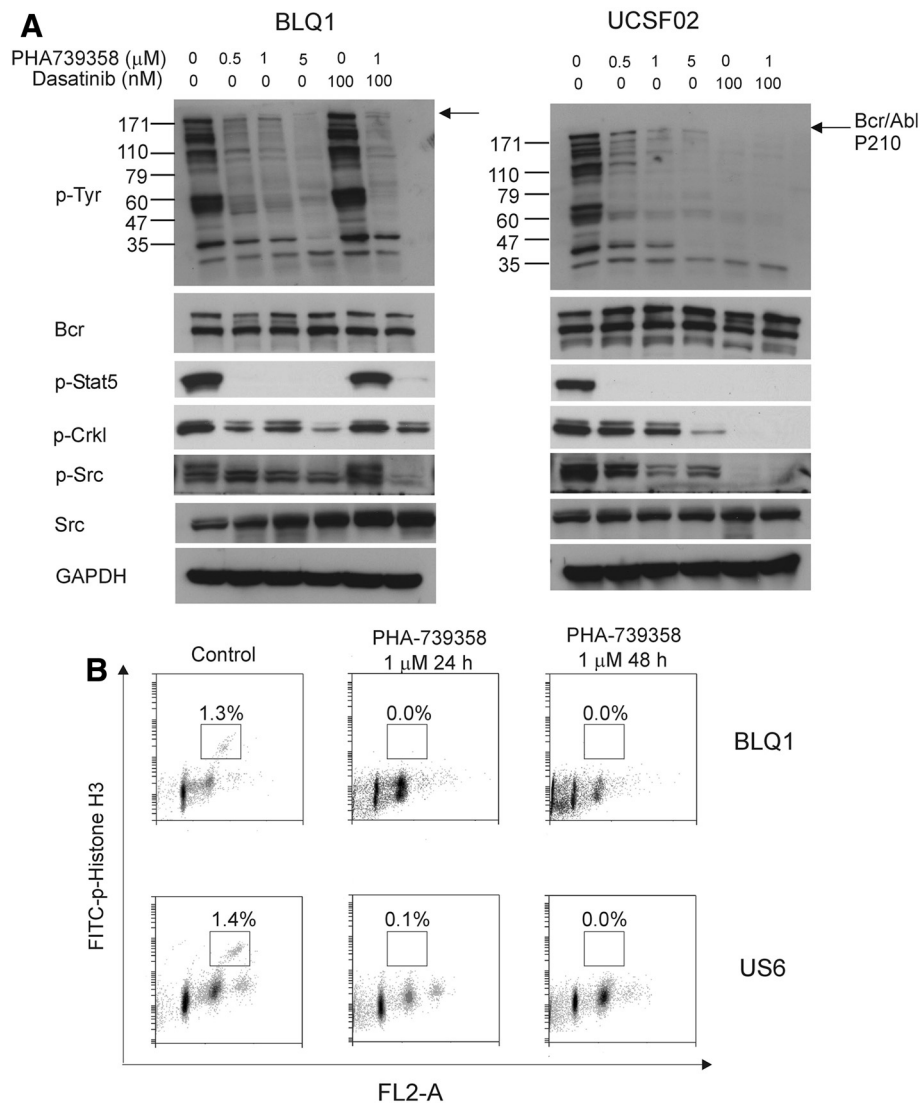 A
BLQ1
UCSF02
PHA739358 (μM) 0 0.5 1 5 0 1
0 0.5 1 5 0 1
Dasatinib (nM) 0 0 0 0 100 100
0 0 0 0 100 100
171
110
79
60
47
35
p-Tyr
171
110
79
60
47
35
Bcr/Abl
P210
Bcr
p-Stat5
p-Crkl
p-Src
Src
GAPDH
B
Control
PHA-739358
1 μM 24 h
PHA-739358
1 μM 48 h
1.3%
0.0%
0.0%
BLQ1
FITC-p-Histone H3
1.4%
0.1%
0.0%
US6
FL2-A